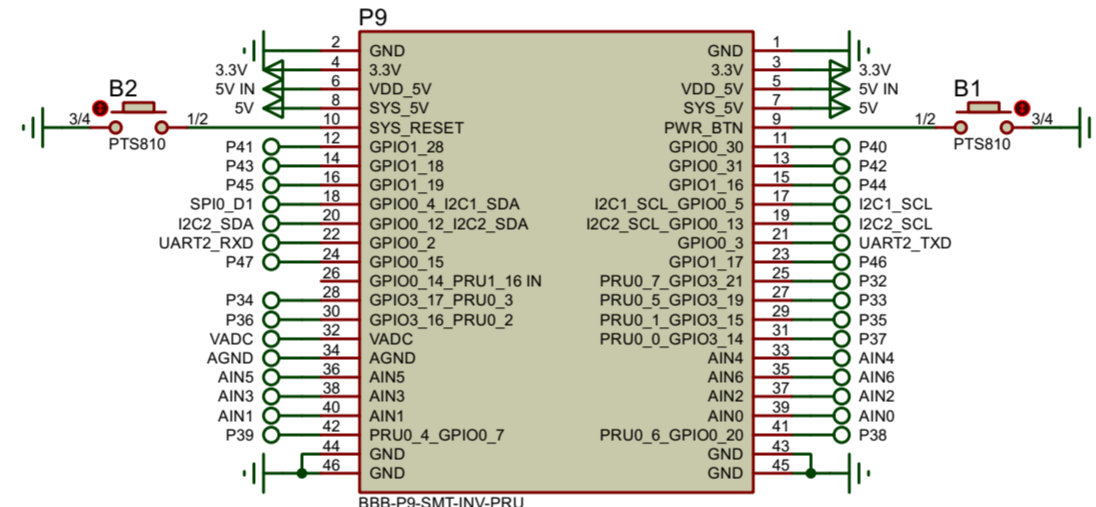 P9
2 GND GND 1
3.3V 4 3.3V 3.3V 3 3.3V
5V IN 6 VDD_5V VDD_5V 5 5V IN
B2 5V 8 SYS_5V SYS_5V 7 5V B1
3/4 1/2 10 SYS_RESET PWR_BTN 9 1/2 3/4
PTS810 PTS810
P41 12 GPIO1_28 GPIO0_30 11 P40
P43 14 GPIO1_18 GPIO0_31 13 P42
P45 16 GPIO1_19 GPIO1_16 15 P44
SPI0_D1 18 GPIO0_4_I2C1_SDA I2C1_SCL_GPIO0_5 17 I2C1_SCL
I2C2_SDA 20 GPIO0_12_I2C2_SDA I2C2_SCL_GPIO0_13 19 I2C2_SCL
UART2_RXD 22 GPIO0_2 GPIO0_3 21 UART2_TXD
P47 24 GPIO0_15 GPIO1_17 23 P46
26 GPIO0_14_PRU1_16 IN PRU0_7_GPIO3_21 25 P32
P34 28 GPIO3_17_PRU0_3 PRU0_5_GPIO3_19 27 P33
P36 30 GPIO3_16_PRU0_2 PRU0_1_GPIO3_15 29 P35
VADC 32 VADC PRU0_0_GPIO3_14 31 P37
AGND 34 AGND AIN4 33 AIN4
AIN5 36 AIN5 AIN6 35 AIN6
AIN3 38 AIN3 AIN2 37 AIN2
AIN1 40 AIN1 AIN0 39 AIN0
P39 42 PRU0_4_GPIO0_7 PRU0_6_GPIO0_20 41 P38
44 GND GND 43
46 GND GND 45
BBB-P9-SMT-INV-PRU